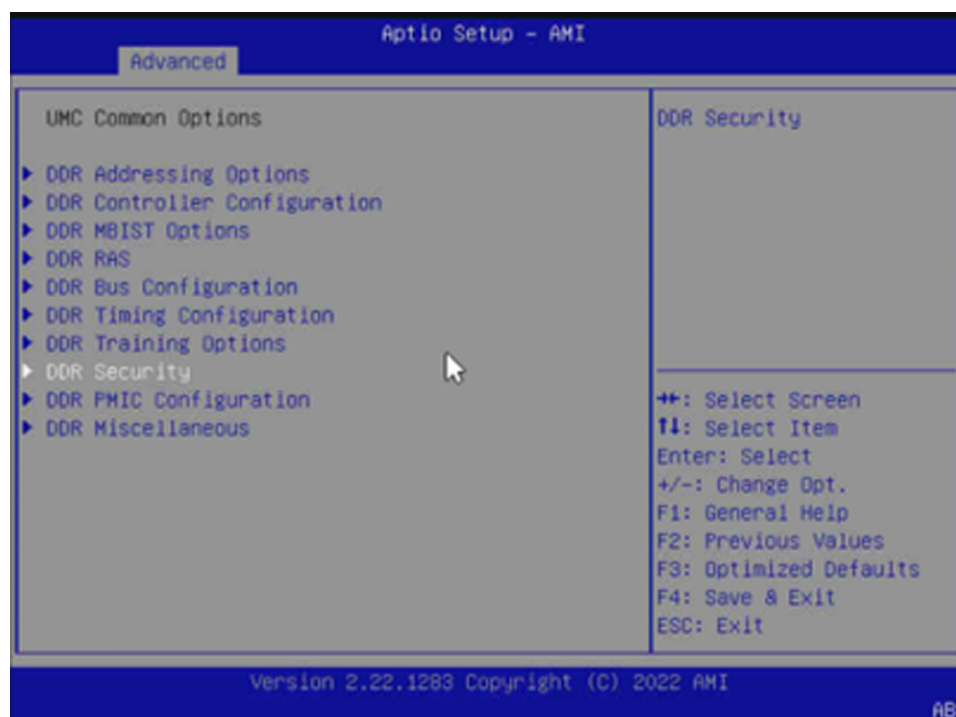 Aptio Setup - AMI
Advanced
UMC Common Options
DDR Addressing Options
DDR Controller Configuration
DDR MBIST Options
DDR RAS
DDR Bus Configuration
DDR Timing Configuration
DDR Training Options
DDR Security
DDR PMIC Configuration
DDR Miscellaneous
DDR Security
→←: Select Screen
↑↓: Select Item
Enter: Select
+/-: Change Opt.
F1: General Help
F2: Previous Values
F3: Optimized Defaults
F4: Save & Exit
ESC: Exit
Version 2.22.1283 Copyright (C) 2022 AMI
AB